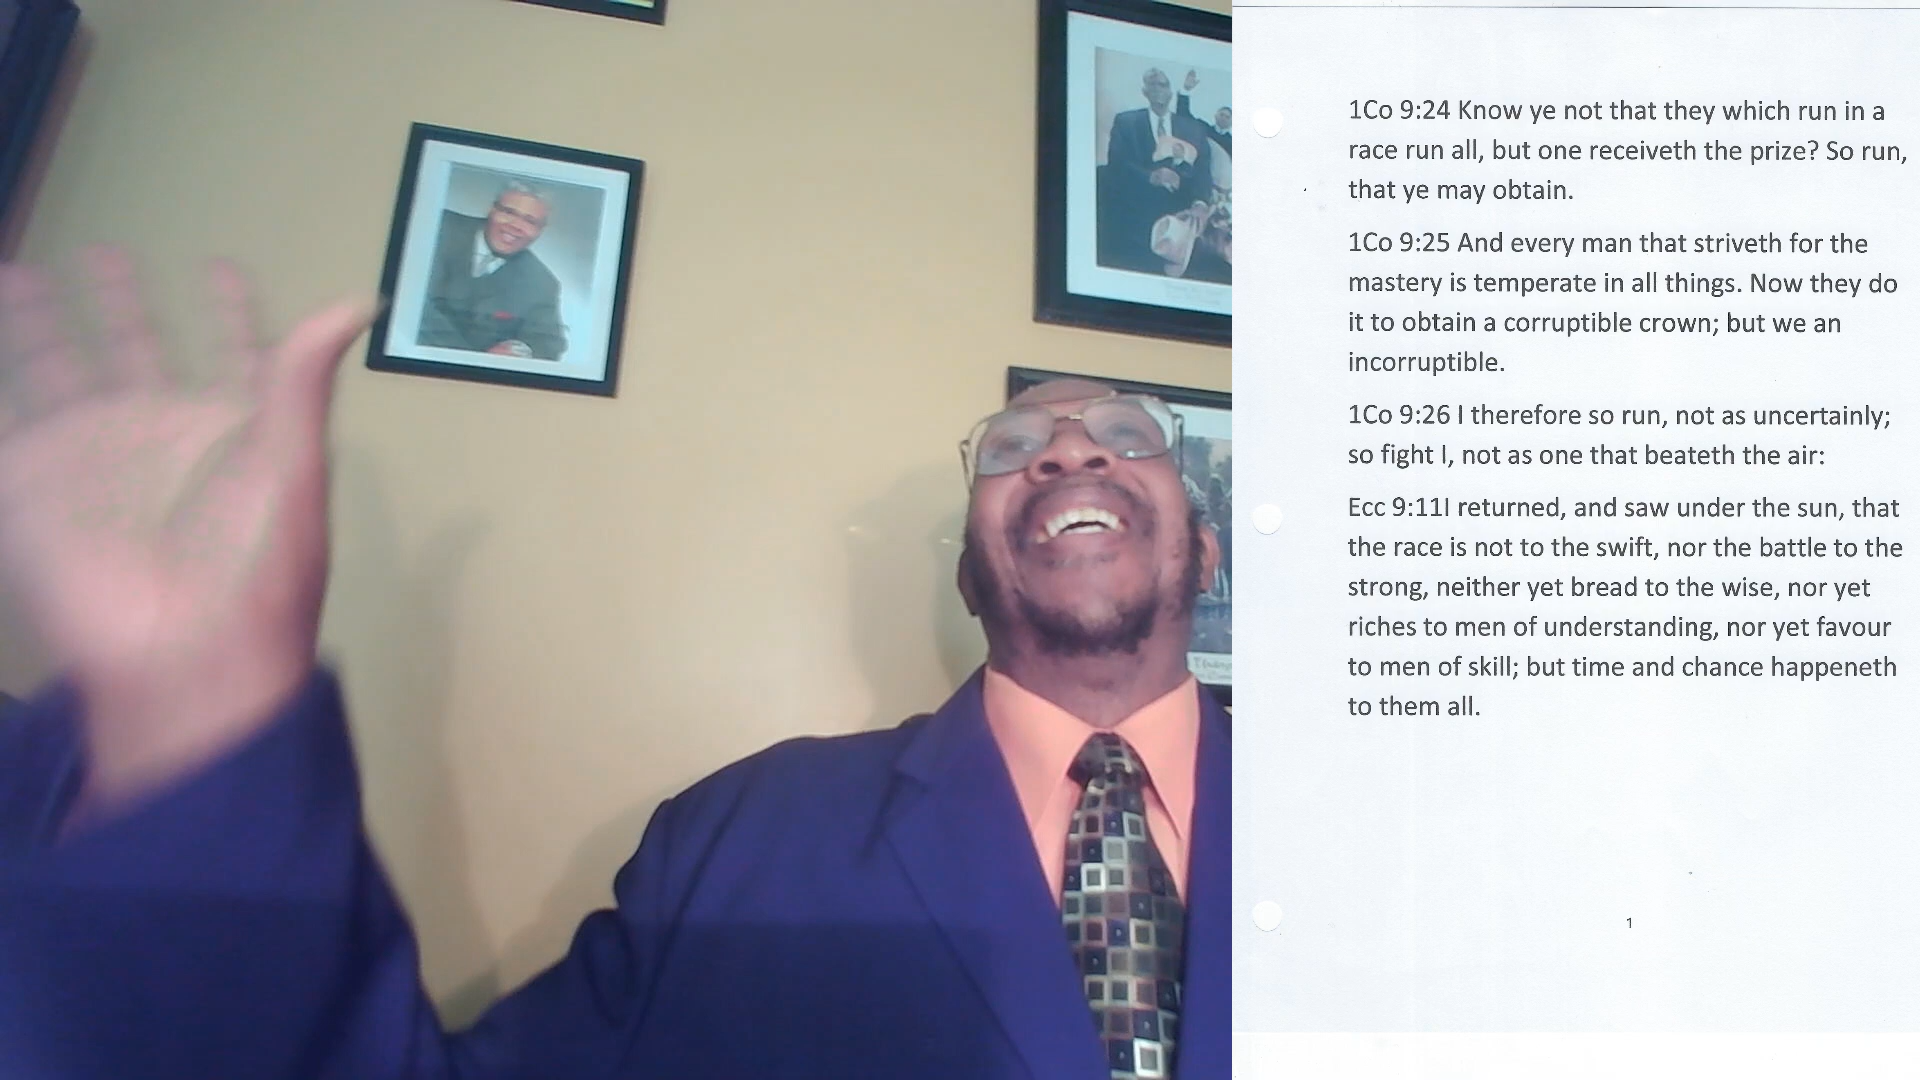 1Co 9:24 Know ye not that they which run in a
race run all, but one receiveth the prize? So run,
that ye may obtain.
1Co 9:25 And every man that striveth for the
mastery is temperate in all things. Now they do
it to obtain a corruptible crown; but we an
incorruptible.
1Co 9:26 I therefore so run, not as uncertainly;
so fight I, not as one that beateth the air:
Ecc 9:11I returned, and saw under the sun, that
the race is not to the swift, nor the battle to the
strong, neither yet bread to the wise, nor yet
riches to men of understanding, nor yet favour
to men of skill; but time and chance happeneth
to them all.
1